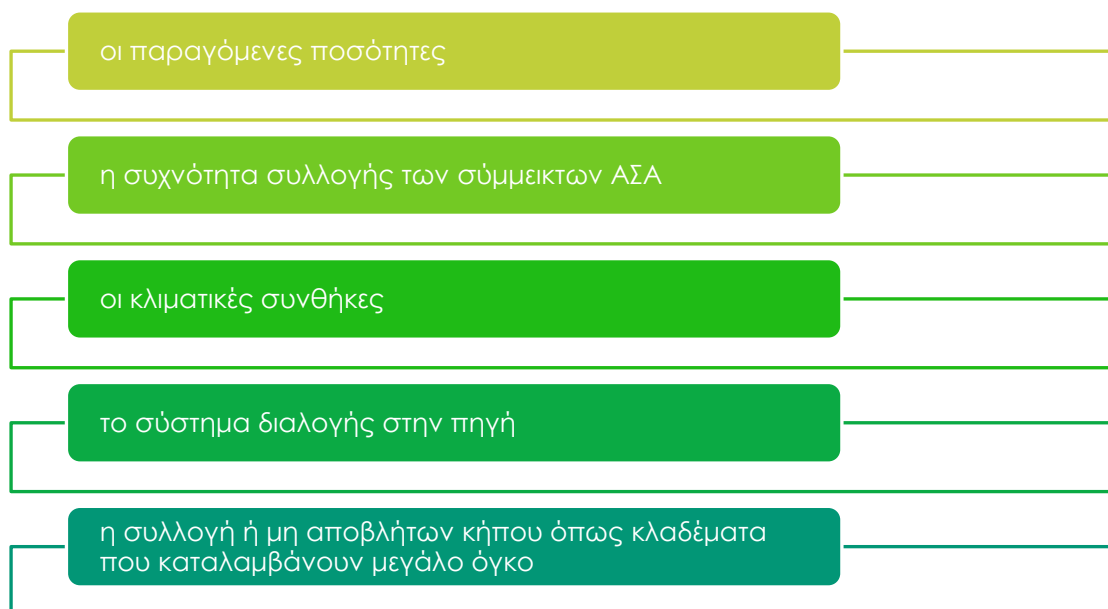 οι παραγόμενες ποσότητες
η συχνότητα συλλογής των σύμμεικτων ΑΣΑ
οι κλιματικές συνθήκες
το σύστημα διαλογής στην πηγή
η συλλογή ή μη αποβλήτων κήπου όπως κλαδέματα
που καταλαμβάνουν μεγάλο όγκο